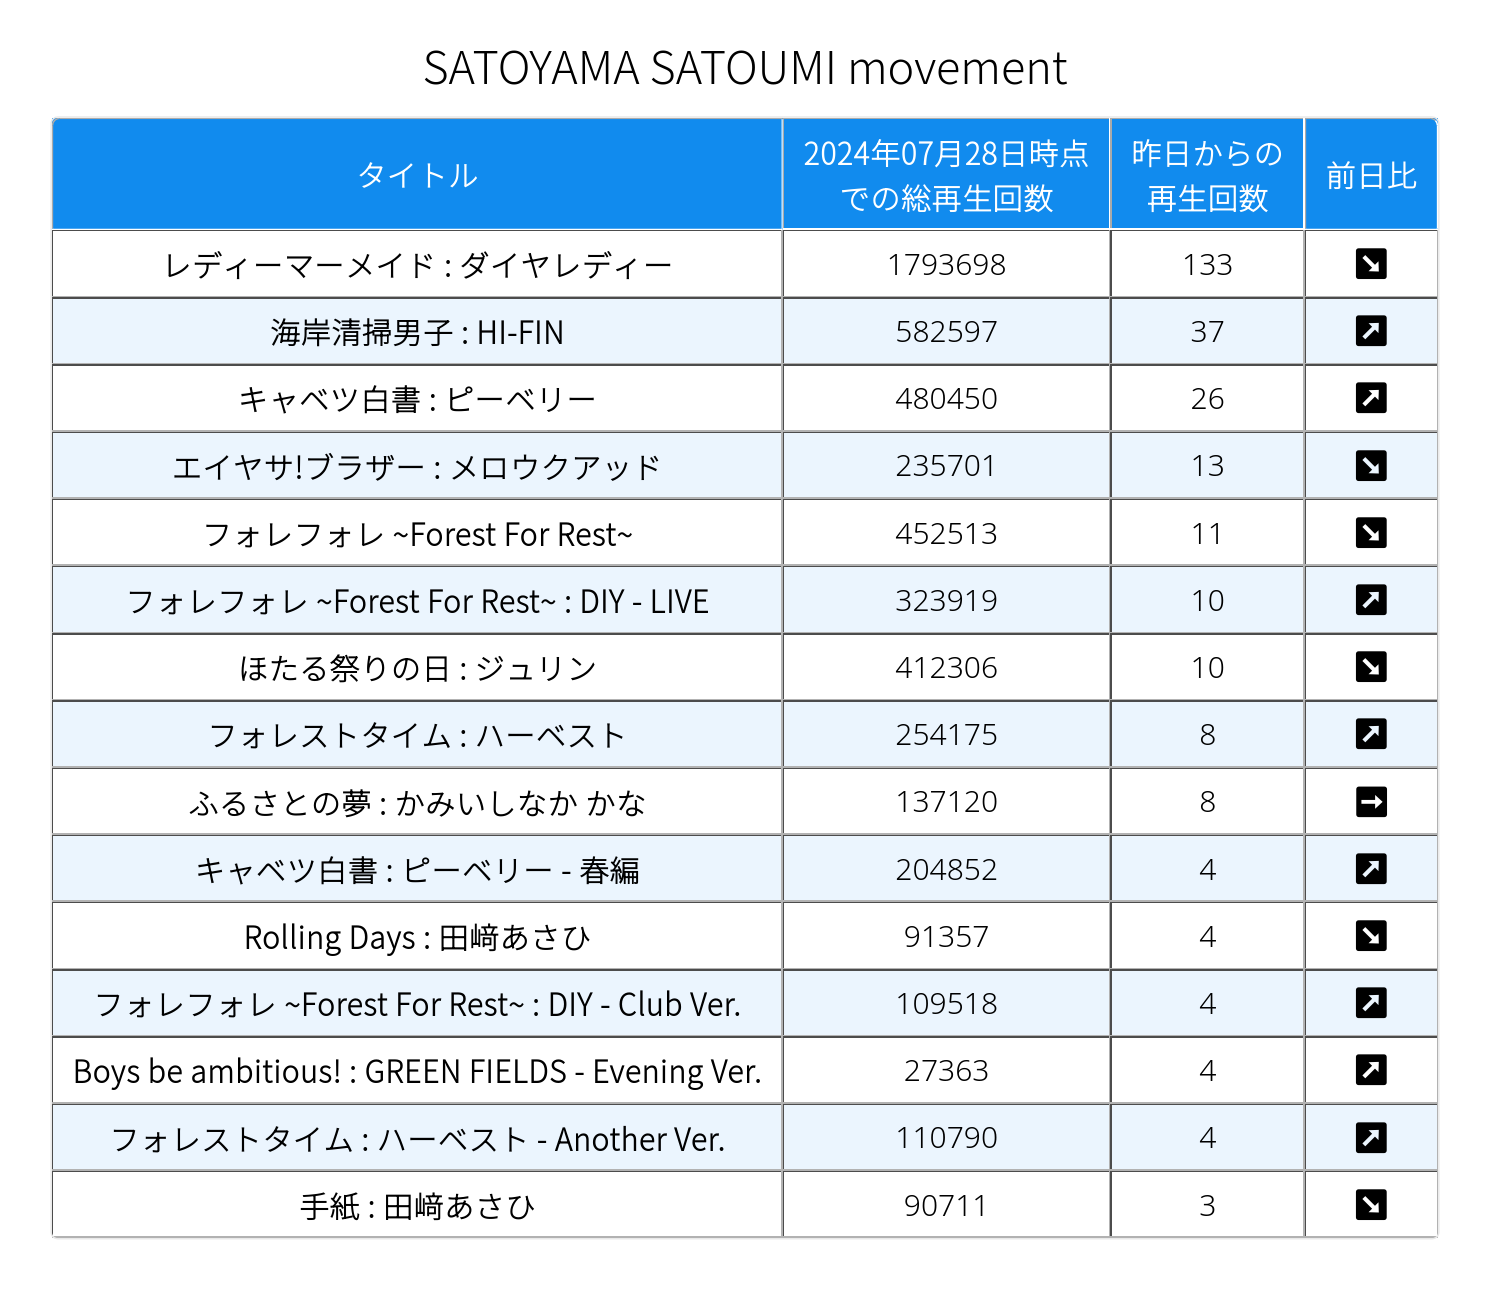 SATOYAMA SATOUMI movement
タイトル 2024年07月28日時点での総再生回数 昨日からの再生回数 前日比
レディーマーメイド : ダイヤレディー 1793698 133 ↘
海岸清掃男子 : HI-FIN 582597 37 ↗
キャベツ白書 : ピーベリー 480450 26 ↗
エイヤサ!ブラザー : メロウクアッド 235701 13 ↘
フォレフォレ ~Forest For Rest~ 452513 11 ↘
フォレフォレ ~Forest For Rest~ : DIY - LIVE 323919 10 ↗
ほたる祭りの日 : ジュリン 412306 10 ↘
フォレストタイム : ハーベスト 254175 8 ↗
ふるさとの夢 : かみいしなか かな 137120 8 →
キャベツ白書 : ピーベリー - 春編 204852 4 ↗
Rolling Days : 田﨑あさひ 91357 4 ↘
フォレフォレ ~Forest For Rest~ : DIY - Club Ver. 109518 4 ↗
Boys be ambitious! : GREEN FIELDS - Evening Ver. 27363 4 ↗
フォレストタイム : ハーベスト - Another Ver. 110790 4 ↗
手紙 : 田﨑あさひ 90711 3 ↘